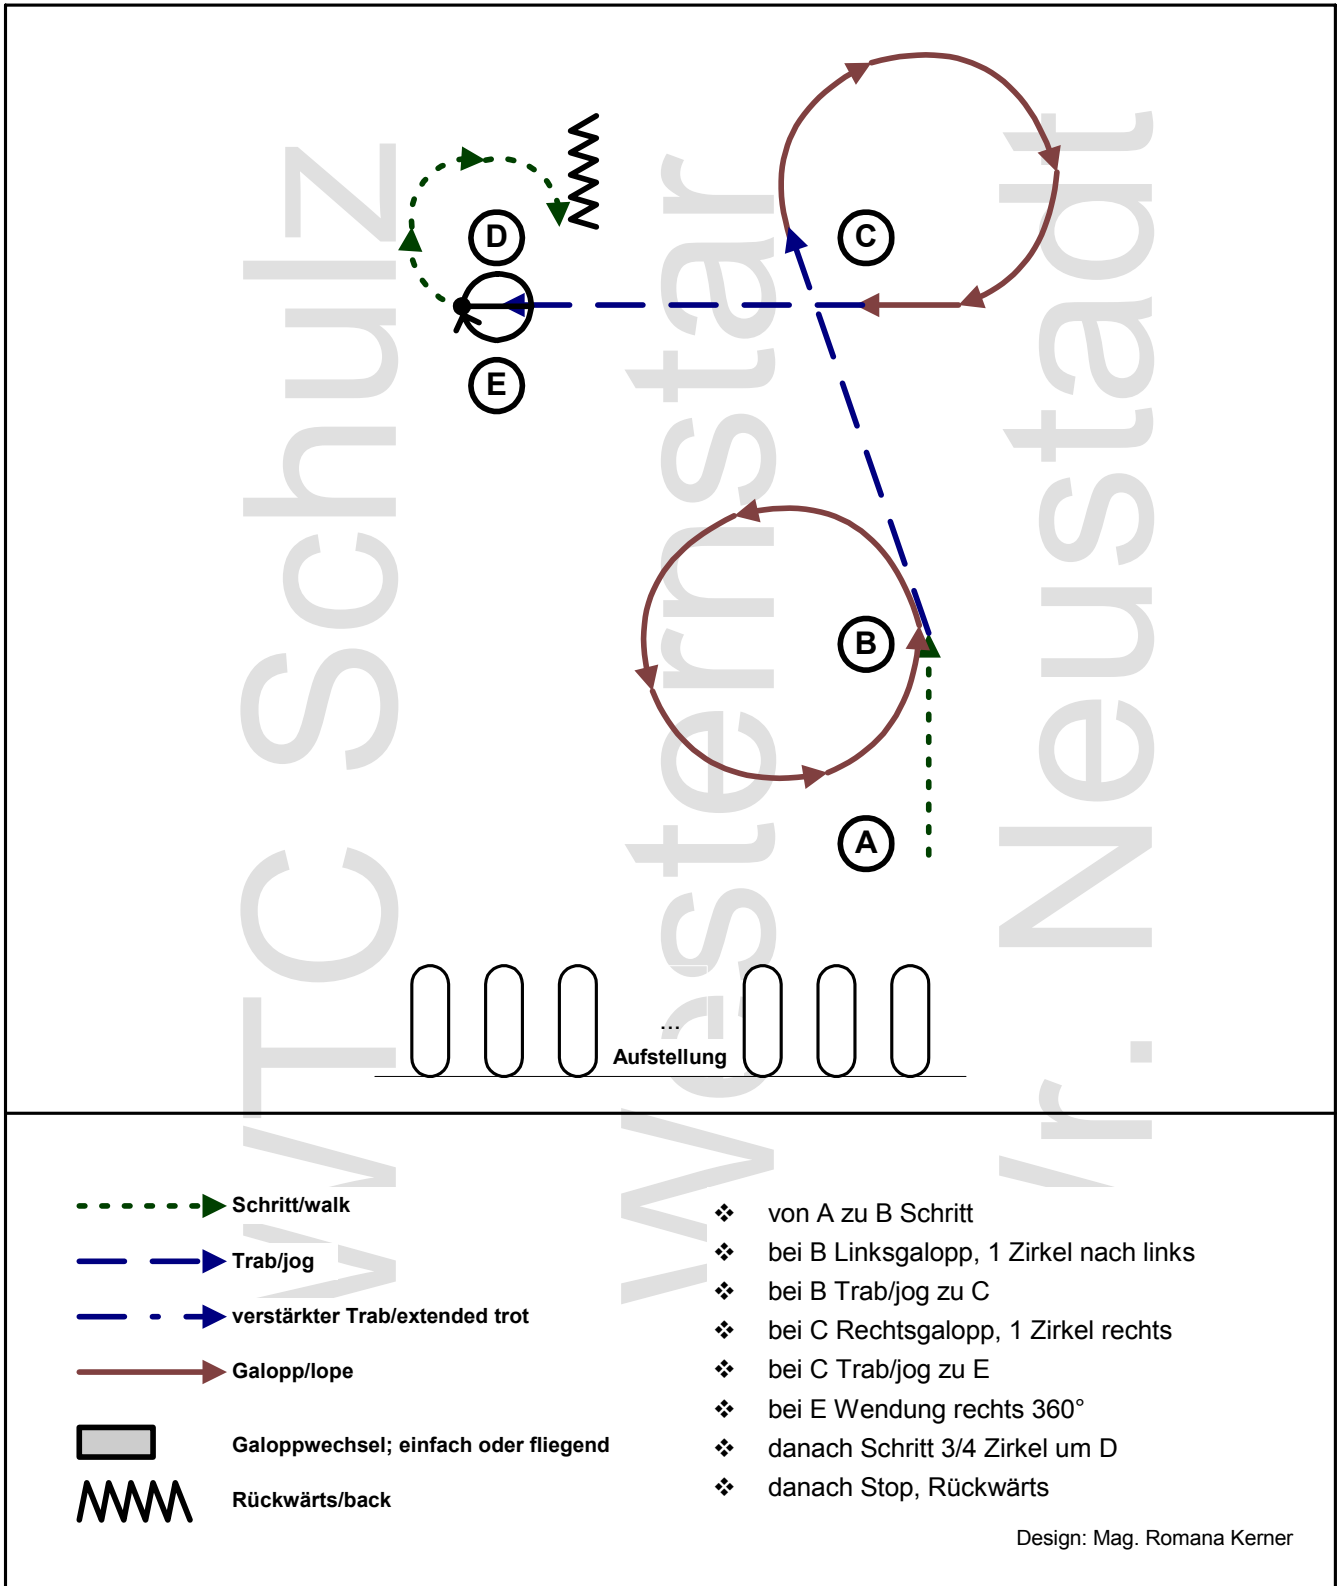 D
C
E
B
A
...
Aufstellung
WTC Schulz
Westernstar
Wr. Neustadt
Schritt/walk
Trab/jog
verstärkter Trab/extended trot
Galopp/lope
Galoppwechsel; einfach oder fliegend
Rückwärts/back
❖ von A zu B Schritt
❖ bei B Linksgalopp, 1 Zirkel nach links
❖ bei B Trab/jog zu C
❖ bei C Rechtsgalopp, 1 Zirkel rechts
❖ bei C Trab/jog zu E
❖ bei E Wendung rechts 360°
❖ danach Schritt 3/4 Zirkel um D
❖ danach Stop, Rückwärts
Design: Mag. Romana Kerner